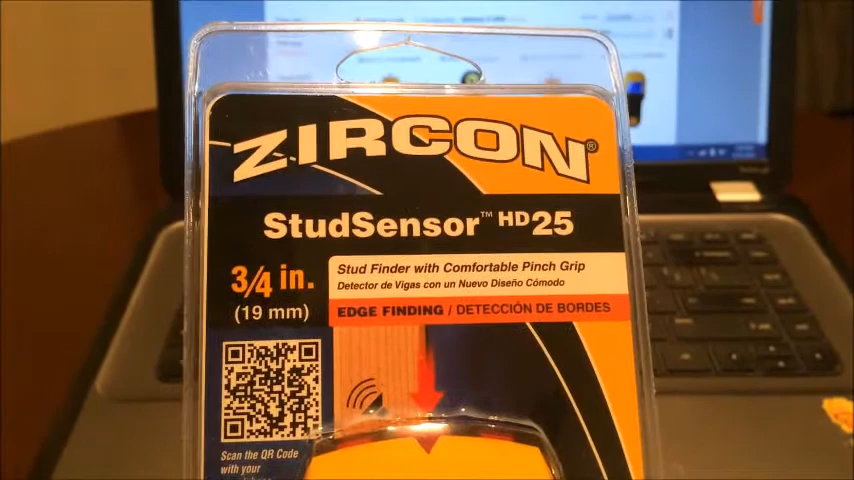 ZIRCON®
StudSensor™ HD25
3/4 in.
(19 mm)
Stud Finder with Comfortable Pinch Grip
Detector de Vigas con un Nuevo Diseño Cómodo
EDGE FINDING / DETECCIÓN DE BORDES
Scan the QR Code
with your